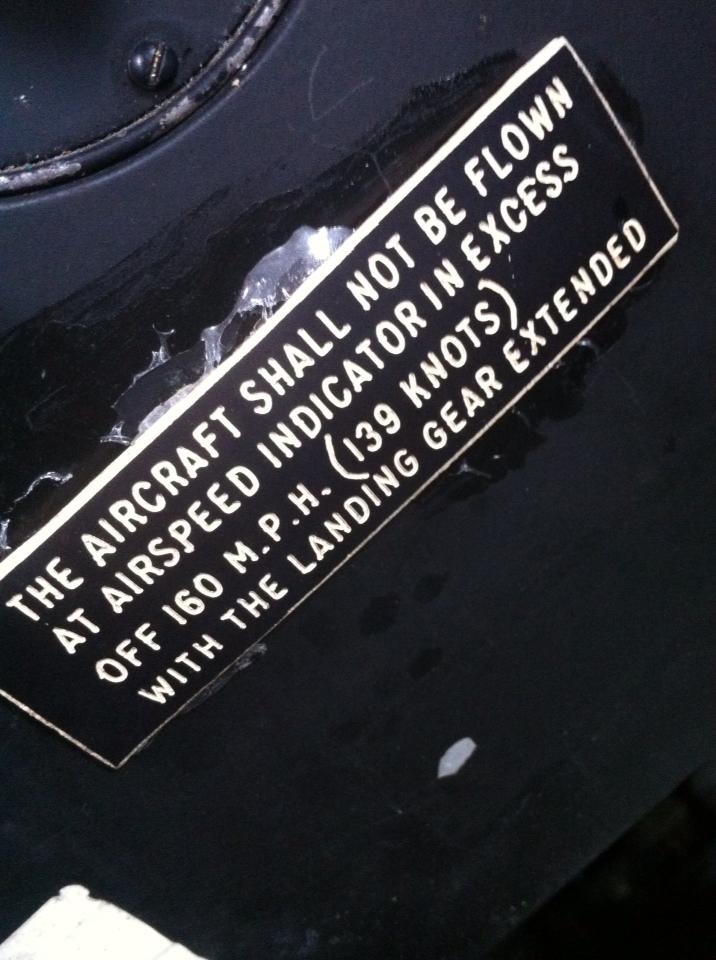 THE AIRCRAFT SHALL NOT BE FLOWN
AT AIRSPEED INDICATOR IN EXCESS
OFF 160 M.P.H. (139 KNOTS)
WITH THE LANDING GEAR EXTENDED